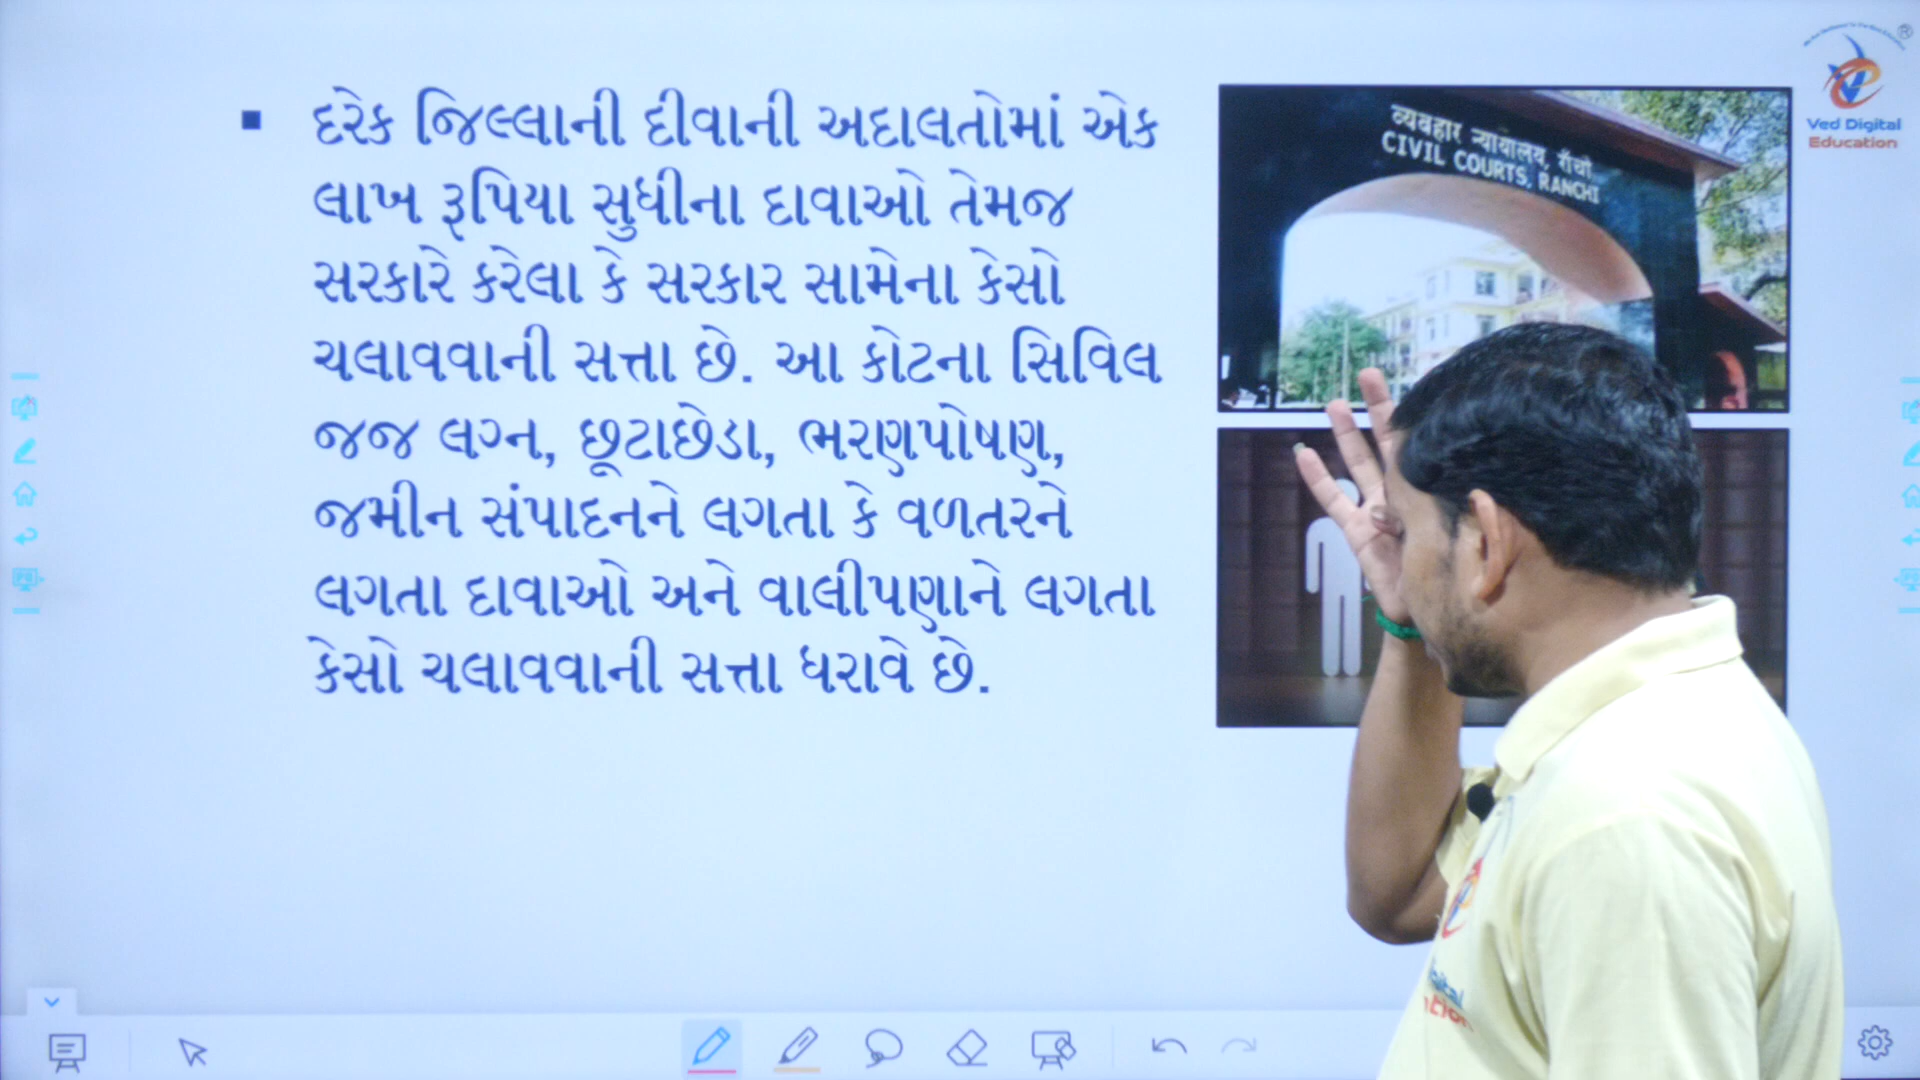 ▪ દરેક જિલ્લાની દીવાની અદાલતોમાં એક
લાખ રૂપિયા સુધીના દાવાઓ તેમજ
સરકારે કરેલા કે સરકાર સામેના કેસો
ચલાવવાની સત્તા છે. આ કોટના સિવિલ
જજ લગ્ન, છૂટાછેડા, ભરણપોષણ,
જમીન સંપાદનને લગતા કે વળતરને
લગતા દાવાઓ અને વાલીપણાને લગતા
કેસો ચલાવવાની સત્તા ધરાવે છે.
व्यवहार न्यायालय, राँची
CIVIL COURTS, RANCHI
Ved Digital
Education